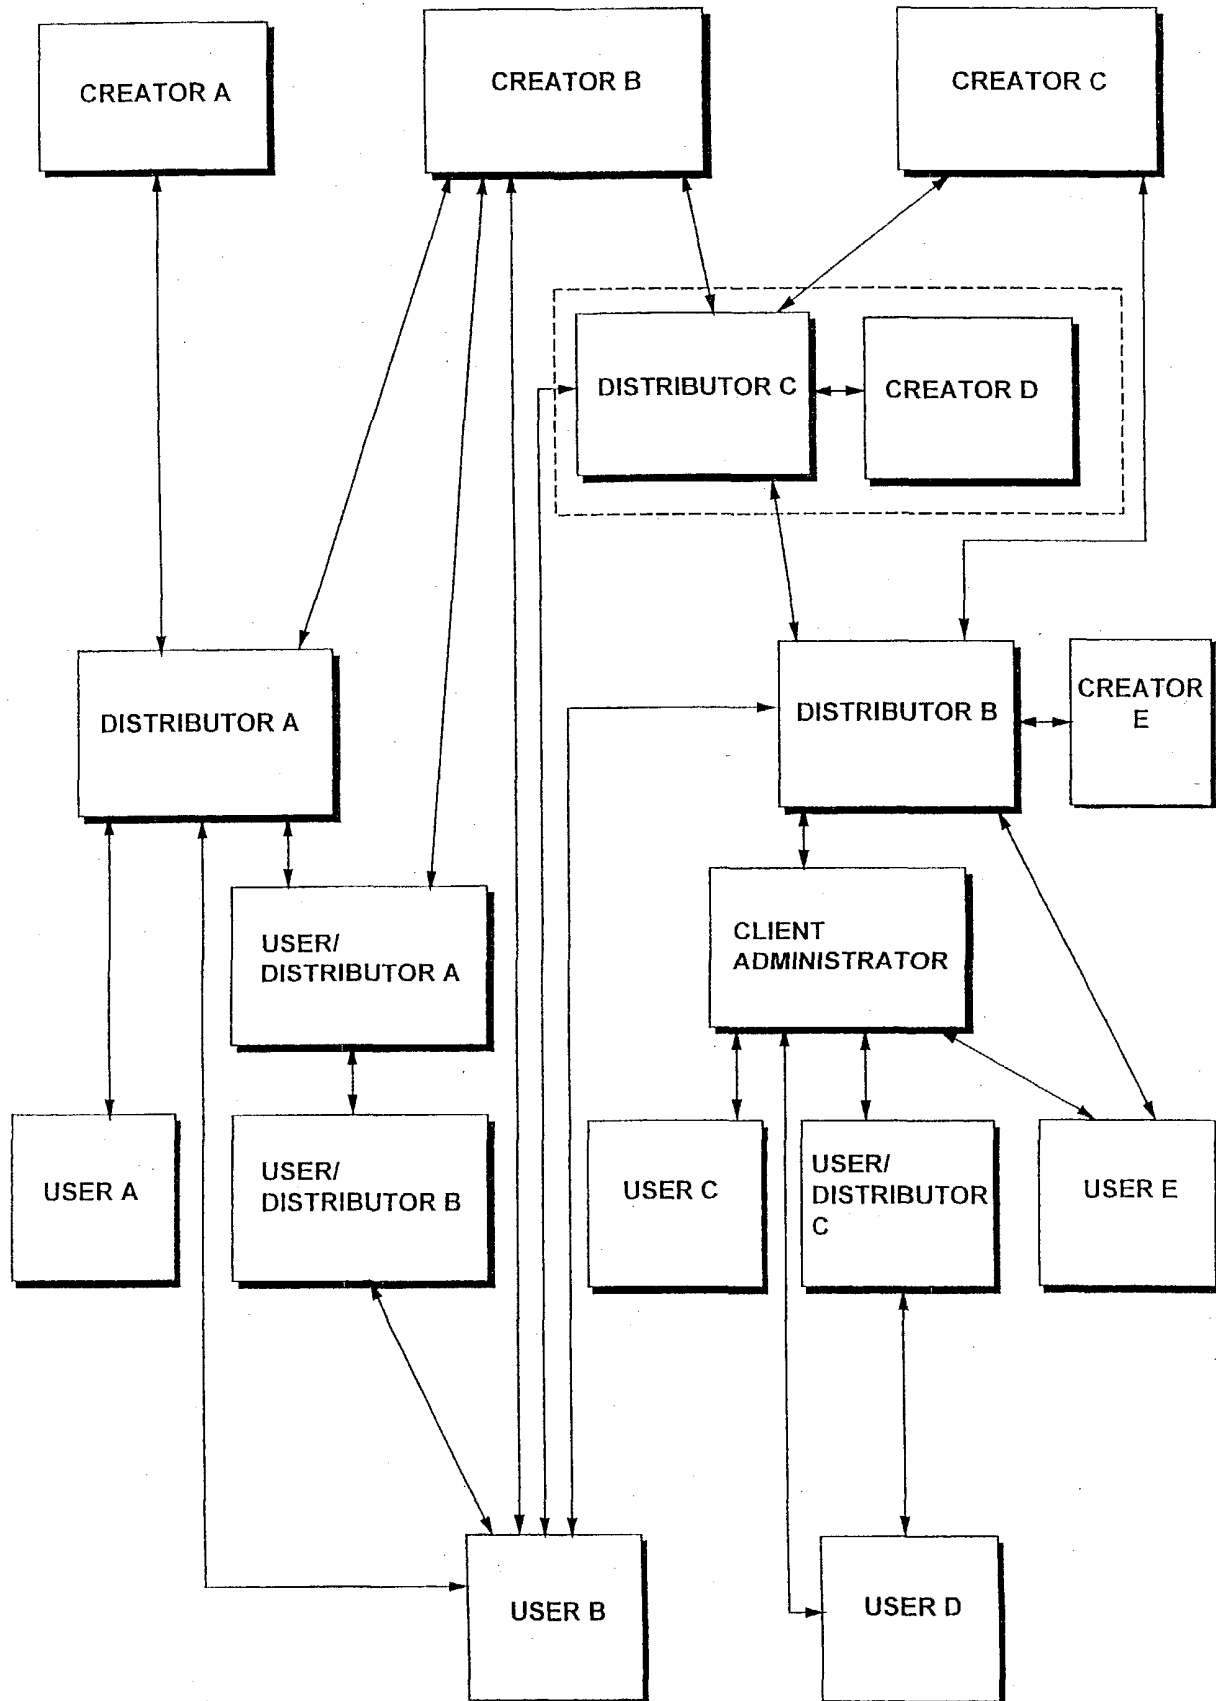 CREATOR A
CREATOR B
CREATOR C
DISTRIBUTOR C
CREATOR D
DISTRIBUTOR A
DISTRIBUTOR B
CREATOR
E
USER/
DISTRIBUTOR A
CLIENT
ADMINISTRATOR
USER A
USER/
DISTRIBUTOR B
USER C
USER/
DISTRIBUTOR
C
USER E
USER B
USER D